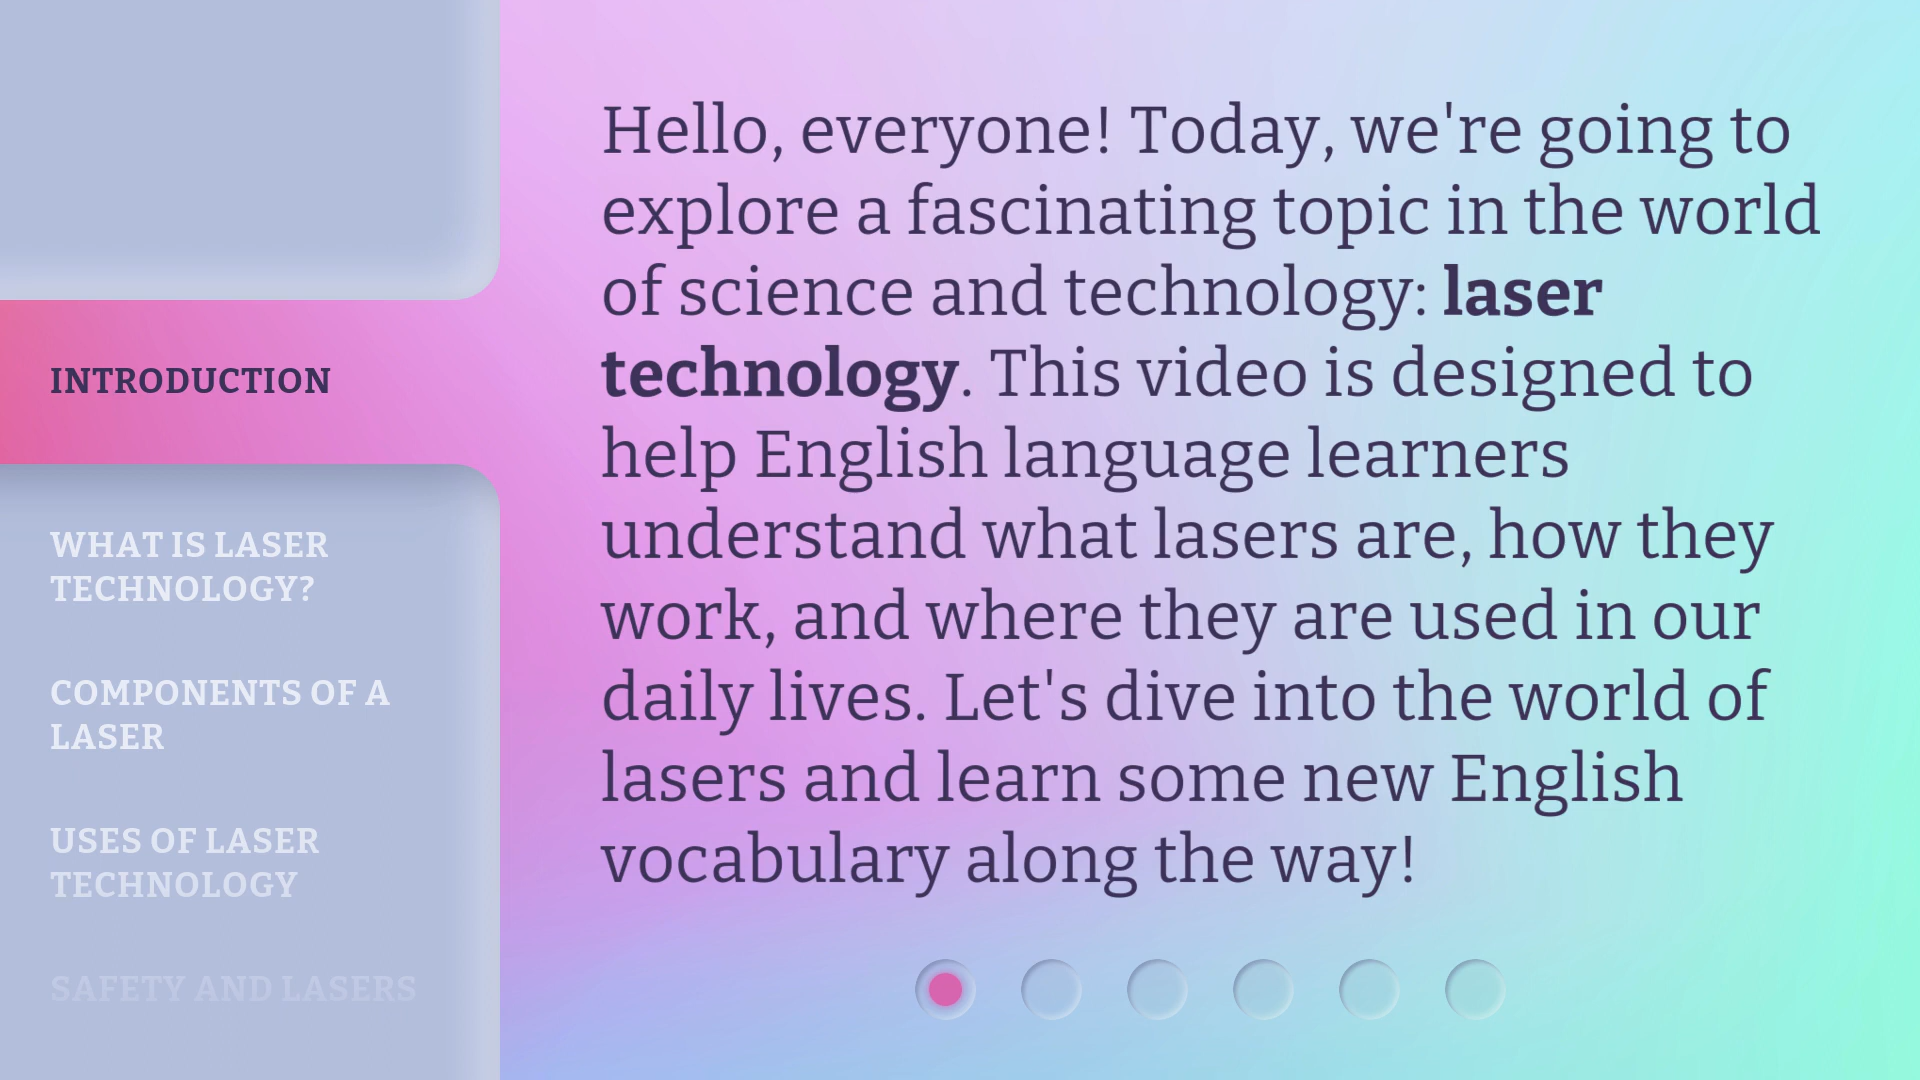 INTRODUCTION
WHAT IS LASER
TECHNOLOGY?
COMPONENTS OF A
LASER
USES OF LASER
TECHNOLOGY
SAFETY AND LASERS
Hello, everyone! Today, we're going to
explore a fascinating topic in the world
of science and technology: laser
technology. This video is designed to
help English language learners
understand what lasers are, how they
work, and where they are used in our
daily lives. Let's dive into the world of
lasers and learn some new English
vocabulary along the way!